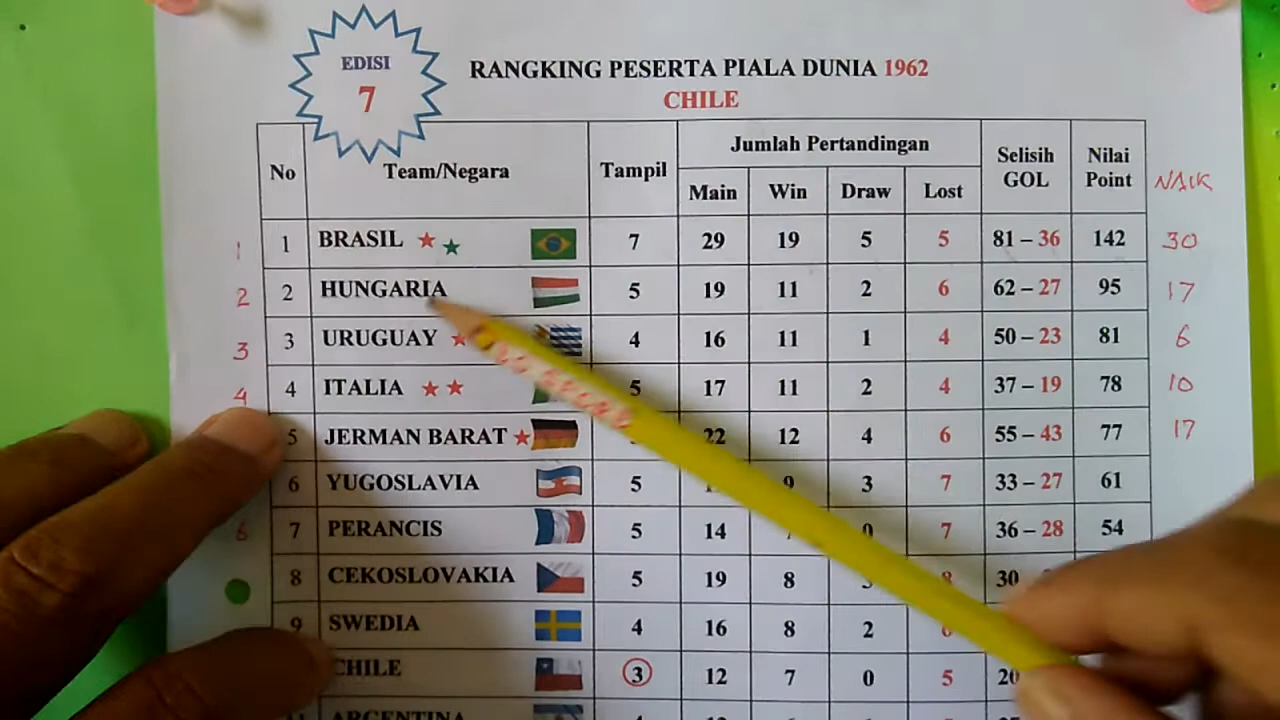 EDISI
7
RANGKING PESERTA PIALA DUNIA 1962
CHILE
No Team/Negara Tampil Jumlah Pertandingan Selisih GOL Nilai Point NAIK
Main Win Draw Lost
1 1 BRASIL 7 29 19 5 5 81 – 36 142 30
2 2 HUNGARIA 5 19 11 2 6 62 – 27 95 17
3 3 URUGUAY 4 16 11 1 4 50 – 23 81 6
4 4 ITALIA 5 17 11 2 4 37 – 19 78 10
5 JERMAN BARAT 22 12 4 6 55 – 43 77 17
6 YUGOSLAVIA 5 9 3 7 33 – 27 61
6 7 PERANCIS 5 14 0 7 36 – 28 54
8 CEKOSLOVAKIA 5 19 8 30
9 SWEDIA 4 16 8 2
CHILE 3 12 7 0 5 20
ARGENTINA